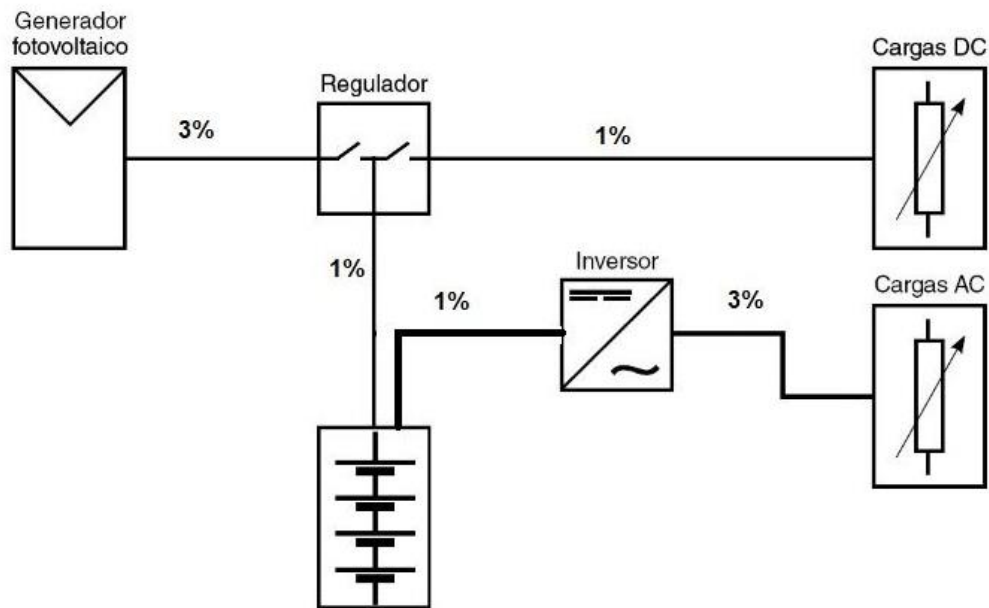 Generador
fotovoltaico
Regulador
Cargas DC
3%
1%
1%
1%
Inversor
3%
Cargas AC